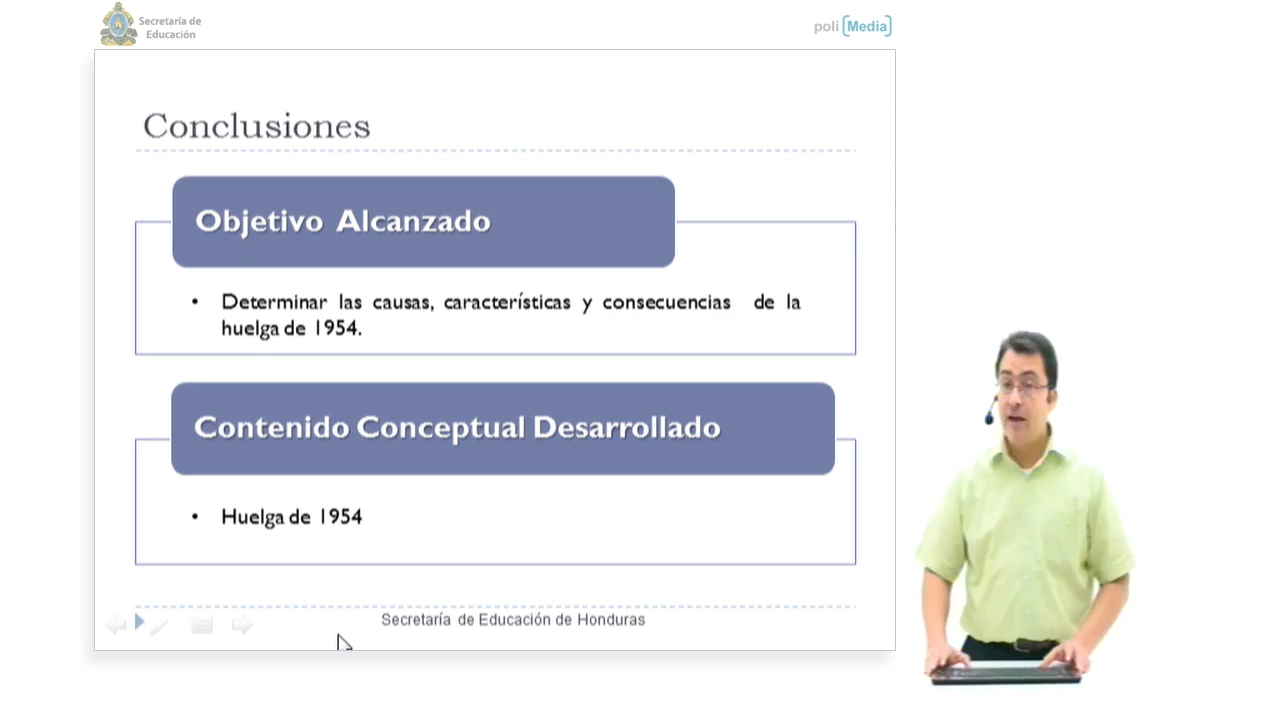 Secretaría de
Educación
poli [Media]
Conclusiones
Objetivo Alcanzado
• Determinar las causas, características y consecuencias de la
huelga de 1954.
Contenido Conceptual Desarrollado
• Huelga de 1954
Secretaría de Educación de Honduras